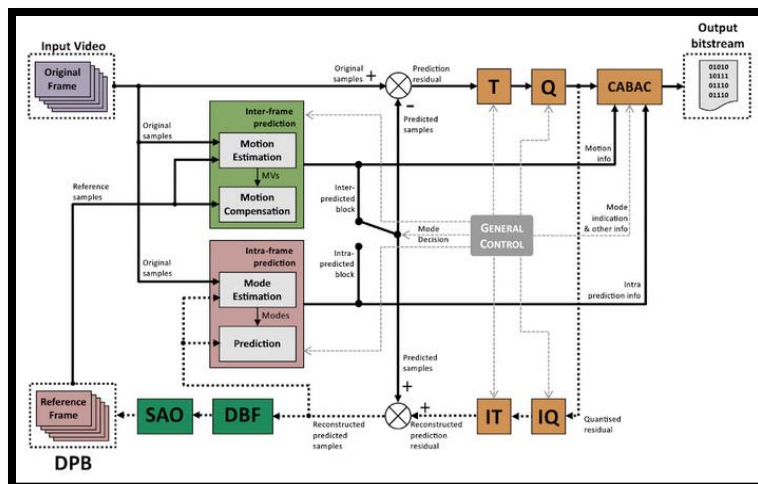 Input Video
Original
Frame
Original
samples
+
Prediction
residual
T
Q
CABAC
Output
bitstream
01010
10111
01110
01110
–
Predicted
samples
Inter-frame
prediction
Original
samples
Motion
Estimation
MVs
Motion
Compensation
Reference
samples
Motion
info
Inter-
predicted
block
Mode
Decision
GENERAL
CONTROL
Mode
indication
& other info
Intra-frame
prediction
Original
samples
Mode
Estimation
Modes
Prediction
Intra-
predicted
block
Intra
prediction info
Predicted
samples
+
+
Reference
Frame
DPB
SAO
DBF
Reconstructed
predicted
samples
Reconstructed
prediction
residual
IT
IQ
Quantised
residual